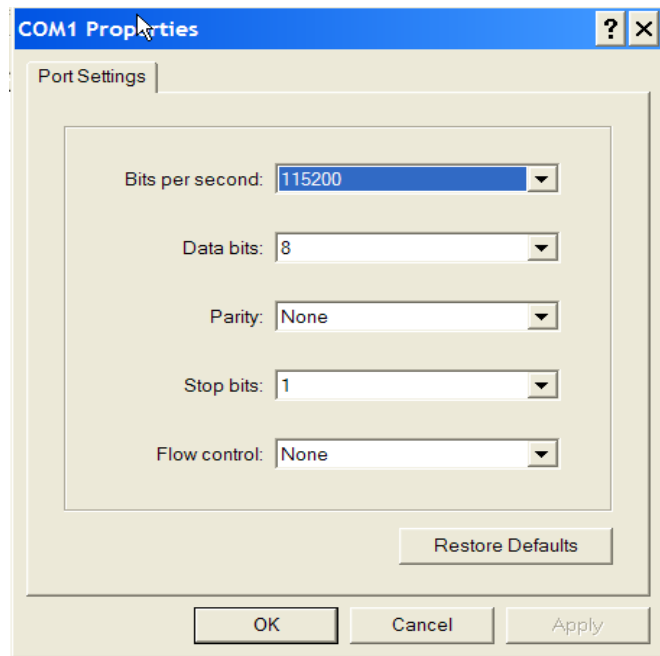 COM1 Properties
Port Settings
Bits per second: 115200
Data bits: 8
Parity: None
Stop bits: 1
Flow control: None
Restore Defaults
OK Cancel Apply